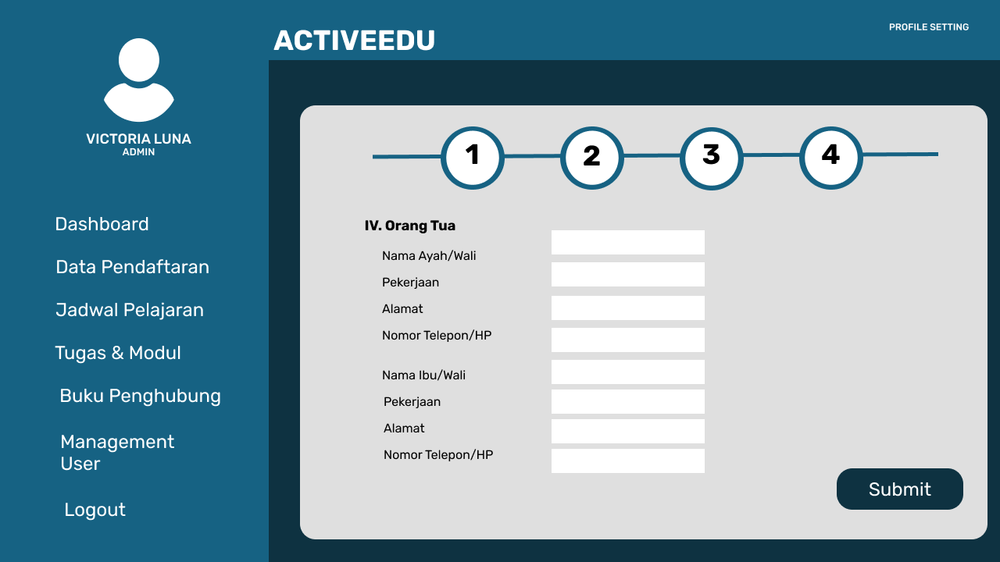 ACTIVEEDU
PROFILE SETTING
VICTORIA LUNA
ADMIN
Dashboard
Data Pendaftaran
Jadwal Pelajaran
Tugas & Modul
Buku Penghubung
Management
User
Logout
1 2 3 4
IV. Orang Tua
Nama Ayah/Wali
Pekerjaan
Alamat
Nomor Telepon/HP
Nama Ibu/Wali
Pekerjaan
Alamat
Nomor Telepon/HP
Submit